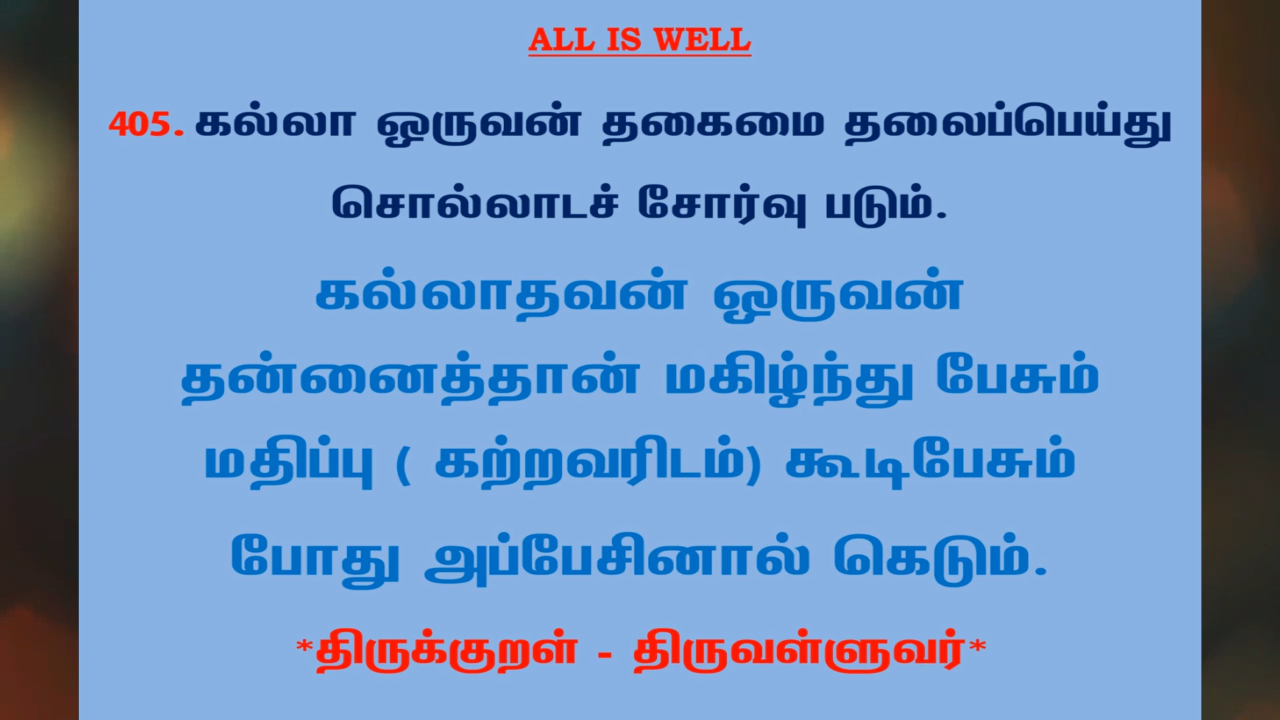 ALL IS WELL
405. கல்லா ஒருவன் தகைமை தலைப்பெய்து
சொல்லாடச் சோர்வு படும்.
கல்லாதவன் ஒருவன்
தன்னைத்தான் மகிழ்ந்து பேசும்
மதிப்பு ( கற்றவரிடம்) கூடிபேசும்
போது அப்பேசினால் கெடும்.
*திருக்குறள் - திருவள்ளுவர்*